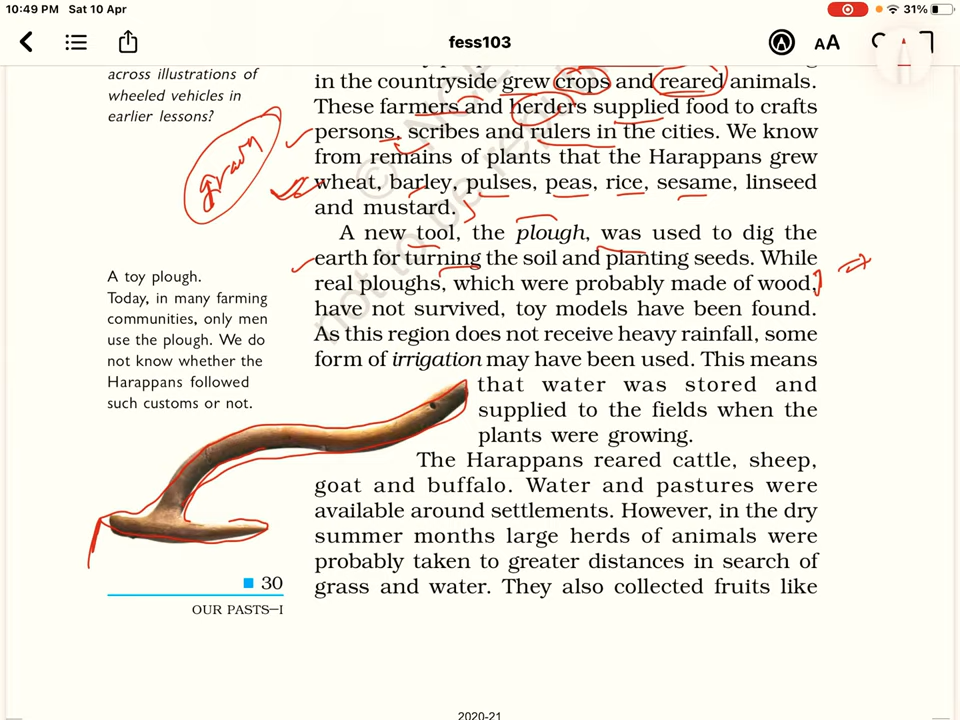 10:49 PM Sat 10 Apr
31%
fess103
AA
across illustrations of
wheeled vehicles in
earlier lessons?
in the countryside grew crops and reared animals.
These farmers and herders supplied food to crafts
persons, scribes and rulers in the cities. We know
from remains of plants that the Harappans grew
wheat, barley, pulses, peas, rice, sesame, linseed
and mustard.
A new tool, the plough, was used to dig the
earth for turning the soil and planting seeds. While
real ploughs, which were probably made of wood,
have not survived, toy models have been found.
As this region does not receive heavy rainfall, some
form of irrigation may have been used. This means
that water was stored and
supplied to the fields when the
plants were growing.
The Harappans reared cattle, sheep,
goat and buffalo. Water and pastures were
available around settlements. However, in the dry
summer months large herds of animals were
probably taken to greater distances in search of
grass and water. They also collected fruits like
A toy plough.
Today, in many farming
communities, only men
use the plough. We do
not know whether the
Harappans followed
such customs or not.
30
OUR PASTS–I
2020-21
not to be republished